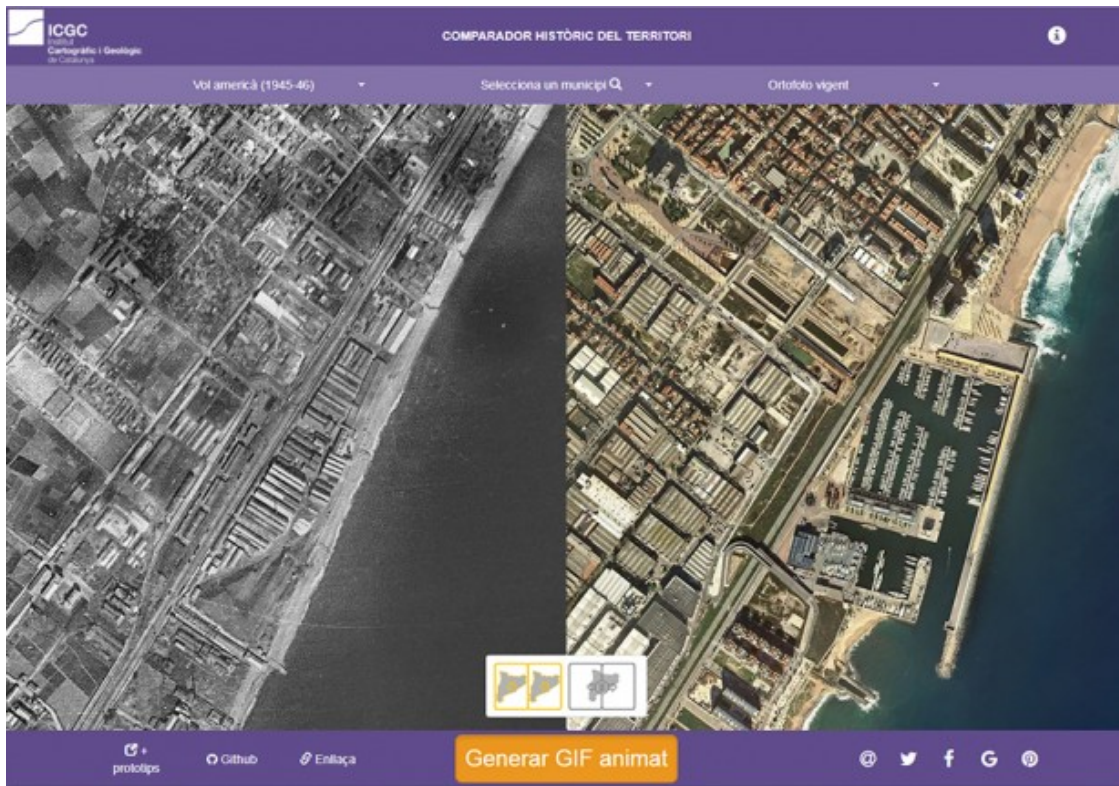 ICGC
Institut
Cartogràfic i Geològic
de Catalunya
COMPARADOR HISTÒRIC DEL TERRITORI
Vol americà (1945-46)
Selecciona un municipi
Ortofoto vigent
+
prototips
Github
Enllaça
Generar GIF animat